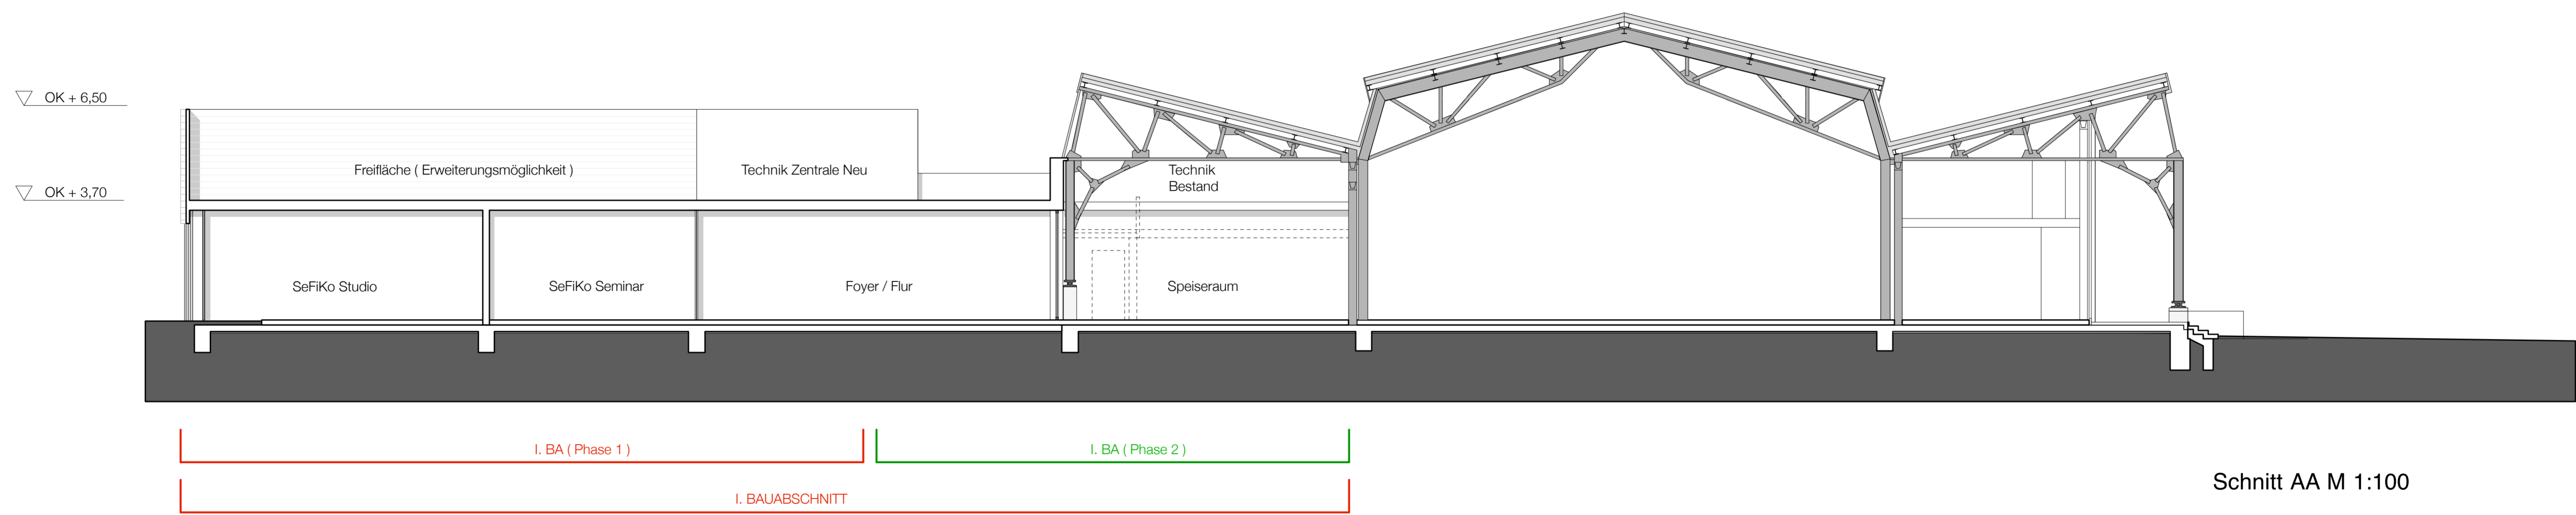 OK + 6,50
OK + 3,70
Freifläche ( Erweiterungsmöglichkeit )
Technik Zentrale Neu
Technik
Bestand
SeFiKo Studio
SeFiKo Seminar
Foyer / Flur
Speiseraum
I. BA ( Phase 1 )
I. BA ( Phase 2 )
I. BAUABSCHNITT
Schnitt AA M 1:100